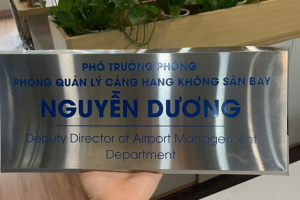 PHÓ TRƯỞNG PHÒNG
PHÒNG QUẢN LÝ CẢNG HÀNG KHÔNG SÂN BAY
NGUYỄN DƯƠNG
Deputy Director of Airport Management
Department